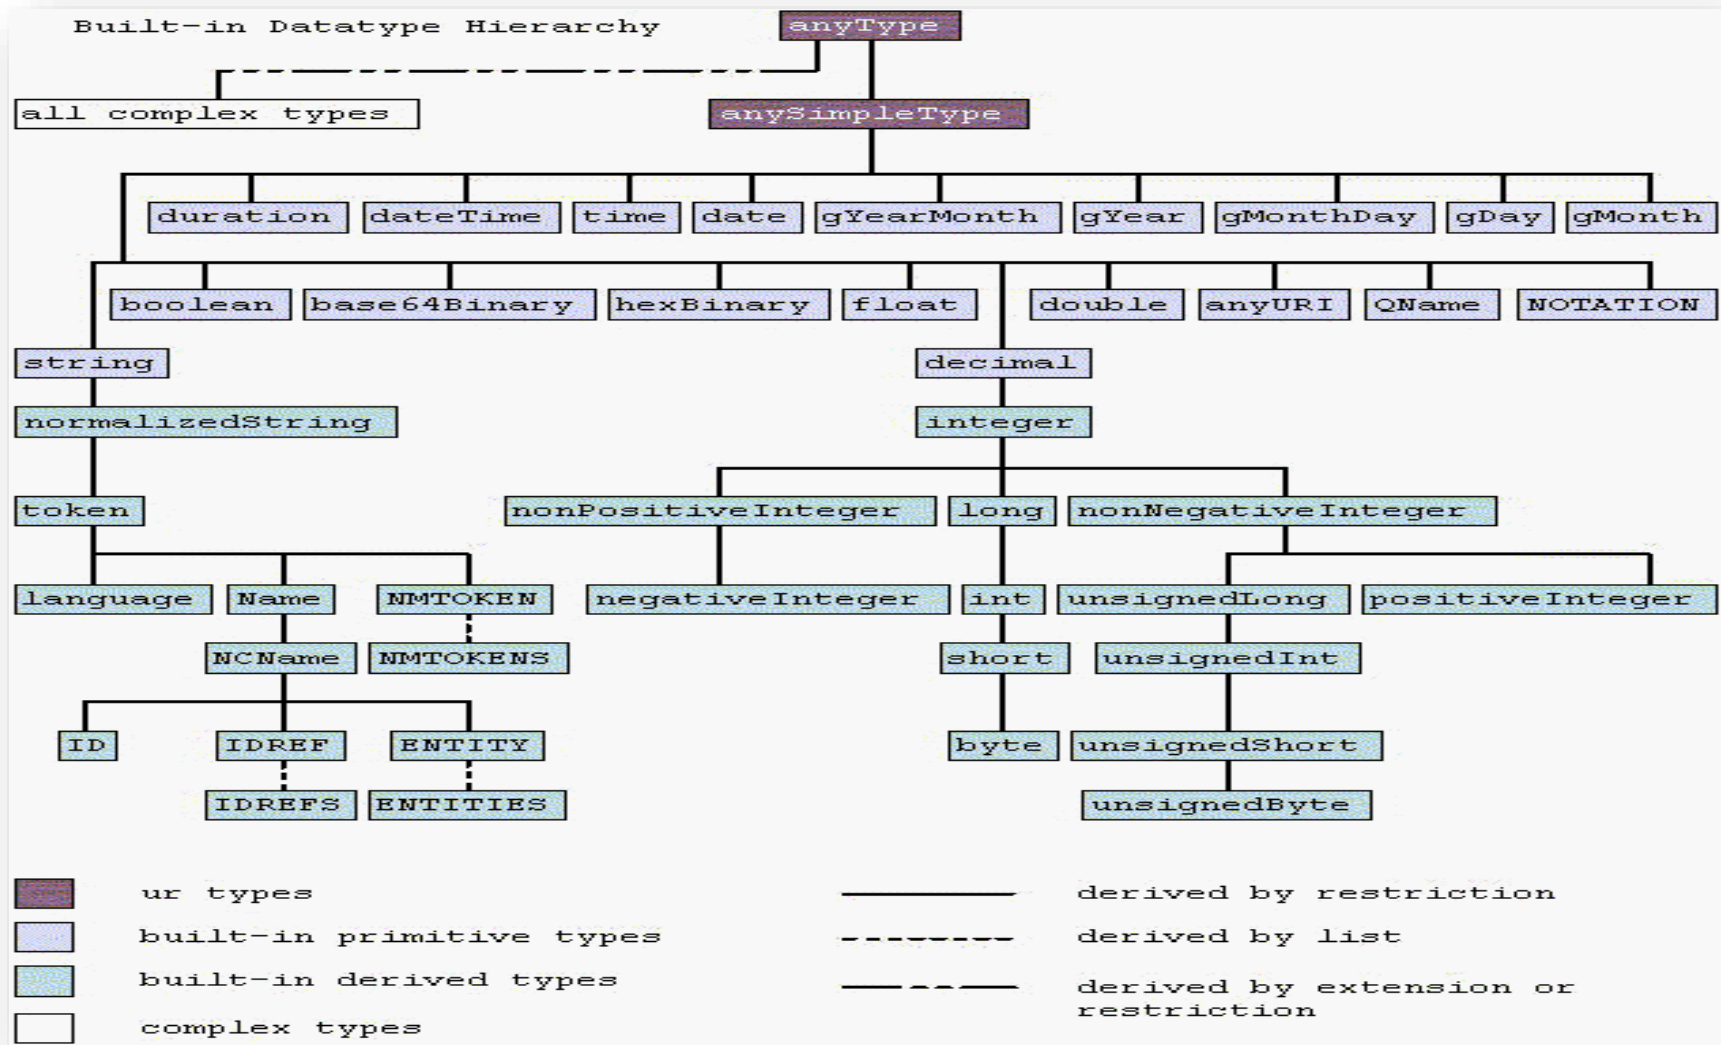 Built-in Datatype Hierarchy
anyType
all complex types
anySimpleType
duration
dateTime
time
date
gYearMonth
gYear
gMonthDay
gDay
gMonth
boolean
base64Binary
hexBinary
float
double
anyURI
QName
NOTATION
string
decimal
normalizedString
integer
token
nonPositiveInteger
long
nonNegativeInteger
language
Name
NMTOKEN
negativeInteger
int
unsignedLong
positiveInteger
NCName
NMTOKENS
short
unsignedInt
ID
IDREF
ENTITY
byte
unsignedShort
IDREFS
ENTITIES
unsignedByte
ur types
derived by restriction
built-in primitive types
derived by list
built-in derived types
derived by extension or
restriction
complex types